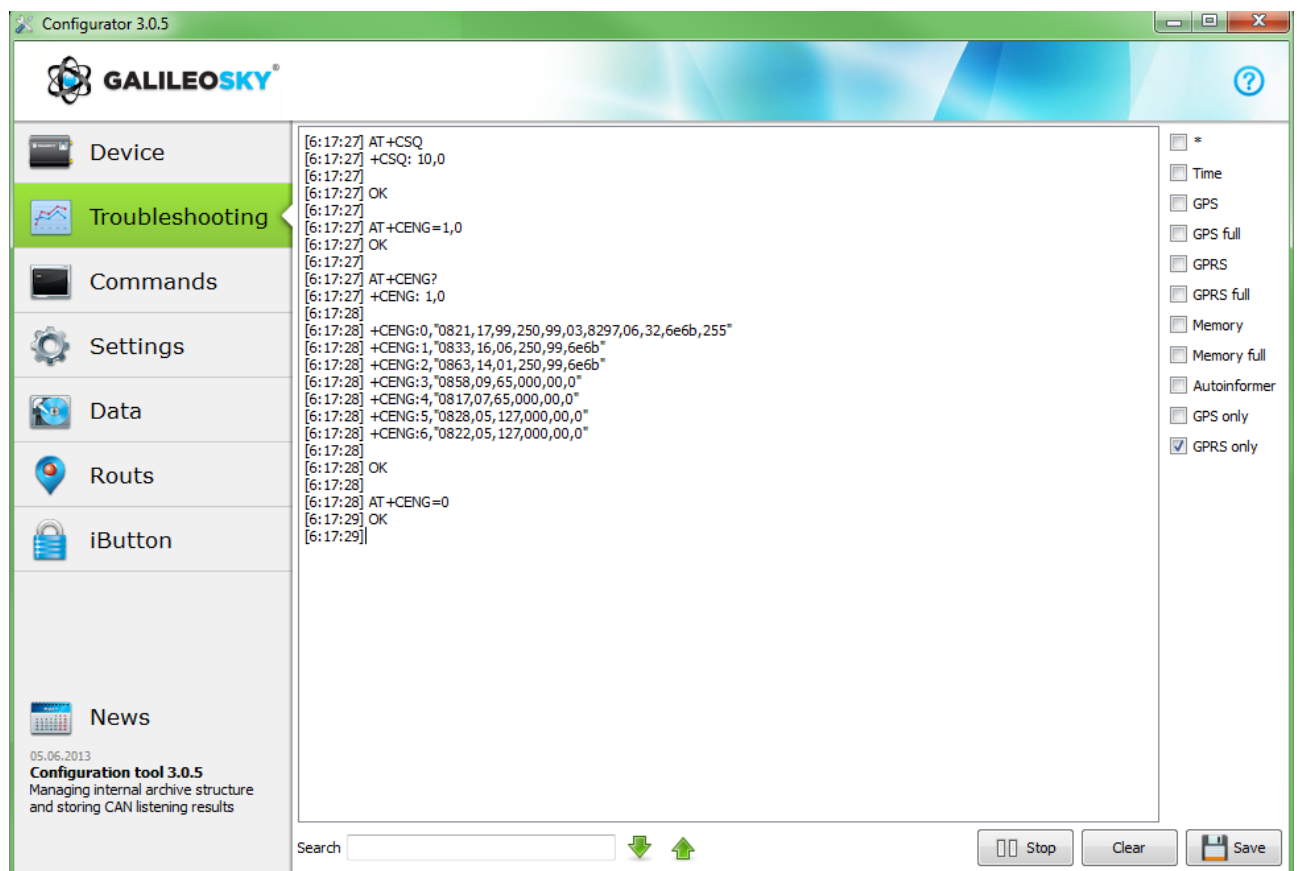 Configurator 3.0.5
GALILEOSKY®
Device
Troubleshooting
Commands
Settings
Data
Routs
iButton
News
05.06.2013
Configuration tool 3.0.5
Managing internal archive structure
and storing CAN listening results
[6:17:27] AT+CSQ
[6:17:27] +CSQ: 10,0
[6:17:27]
[6:17:27] OK
[6:17:27]
[6:17:27] AT+CENG=1,0
[6:17:27] OK
[6:17:27]
[6:17:27] AT+CENG?
[6:17:27] +CENG: 1,0
[6:17:28]
[6:17:28] +CENG:0,"0821,17,99,250,99,03,8297,06,32,6e6b,255"
[6:17:28] +CENG:1,"0833,16,06,250,99,6e6b"
[6:17:28] +CENG:2,"0863,14,01,250,99,6e6b"
[6:17:28] +CENG:3,"0858,09,65,000,00,0"
[6:17:28] +CENG:4,"0817,07,65,000,00,0"
[6:17:28] +CENG:5,"0828,05,127,000,00,0"
[6:17:28] +CENG:6,"0822,05,127,000,00,0"
[6:17:28]
[6:17:28] OK
[6:17:28]
[6:17:28] AT+CENG=0
[6:17:29] OK
[6:17:29]
*
Time
GPS
GPS full
GPRS
GPRS full
Memory
Memory full
Autoinformer
GPS only
GPRS only
Search
Stop
Clear
Save